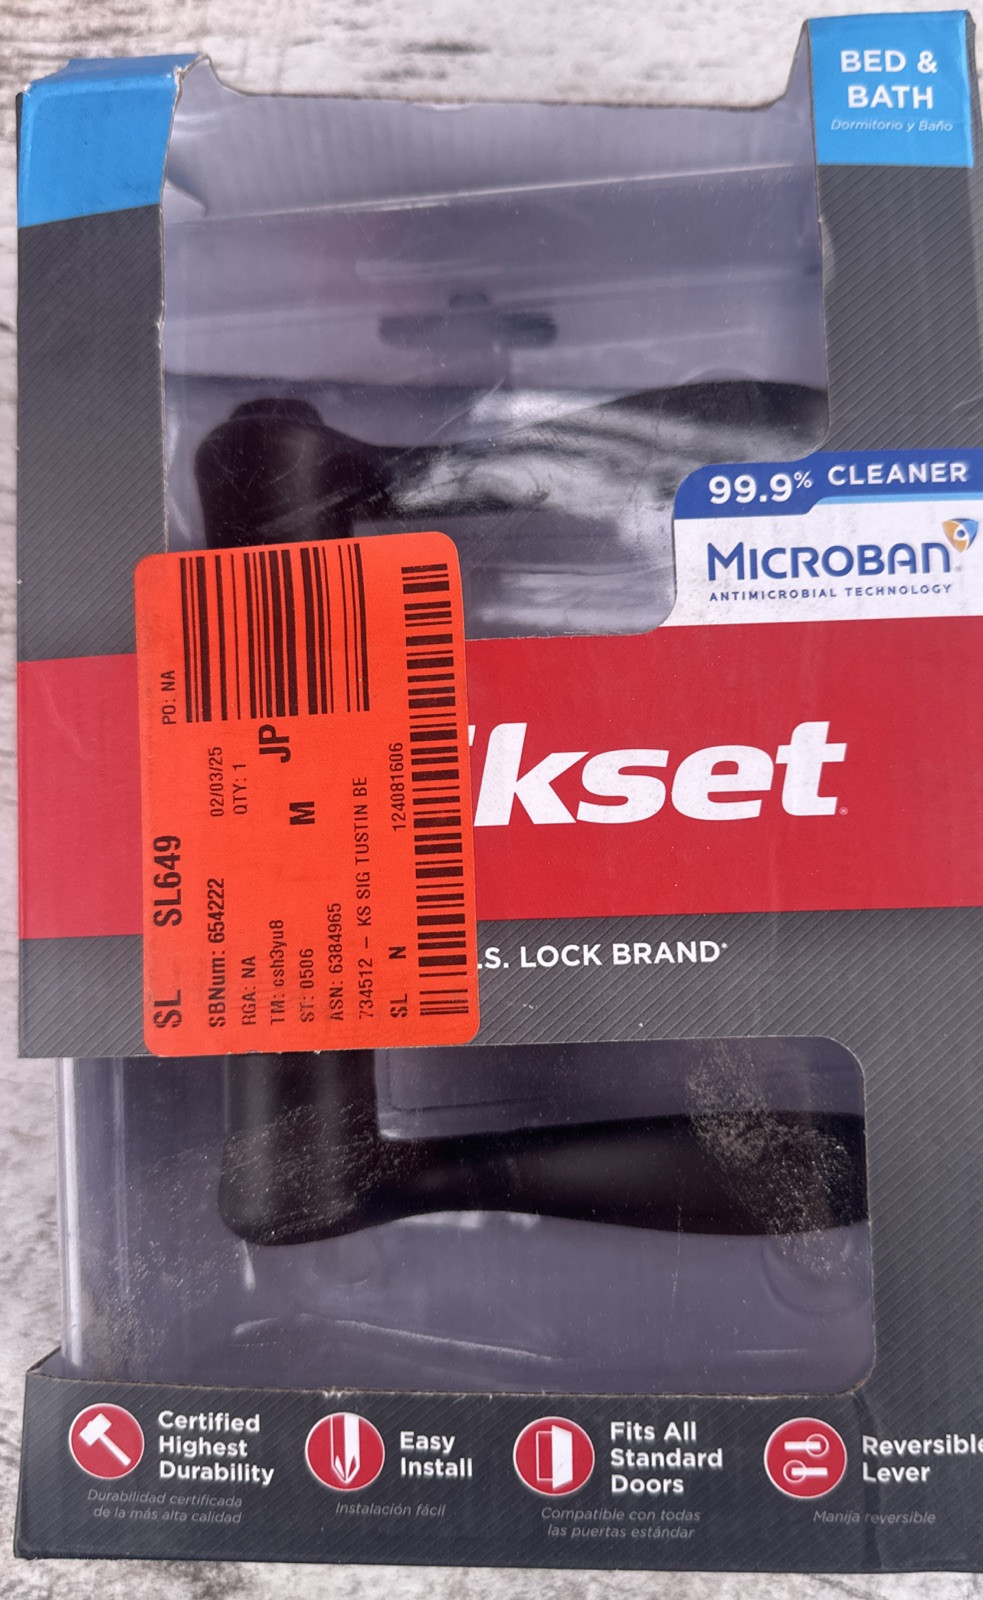 BED &
BATH
Dormitorio y Baño
99.9% CLEANER
MICROBAN
ANTIMICROBIAL TECHNOLOGY
kset
.S. LOCK BRAND*
SL SL649
PO: NA
SBNum: 654222 02/03/25
RGA: NA QTY: 1
TM: csh3yu8 JP
ST: 0506 M
ASN: 6384965
734512 – KS SIG TUSTIN BE
SL N 124081606
Certified
Highest
Durability
Durabilidad certificada
de la más alta calidad
Easy
Install
Instalación fácil
Fits All
Standard
Doors
Compatible con todas
las puertas estándar
Reversible
Lever
Manija reversible